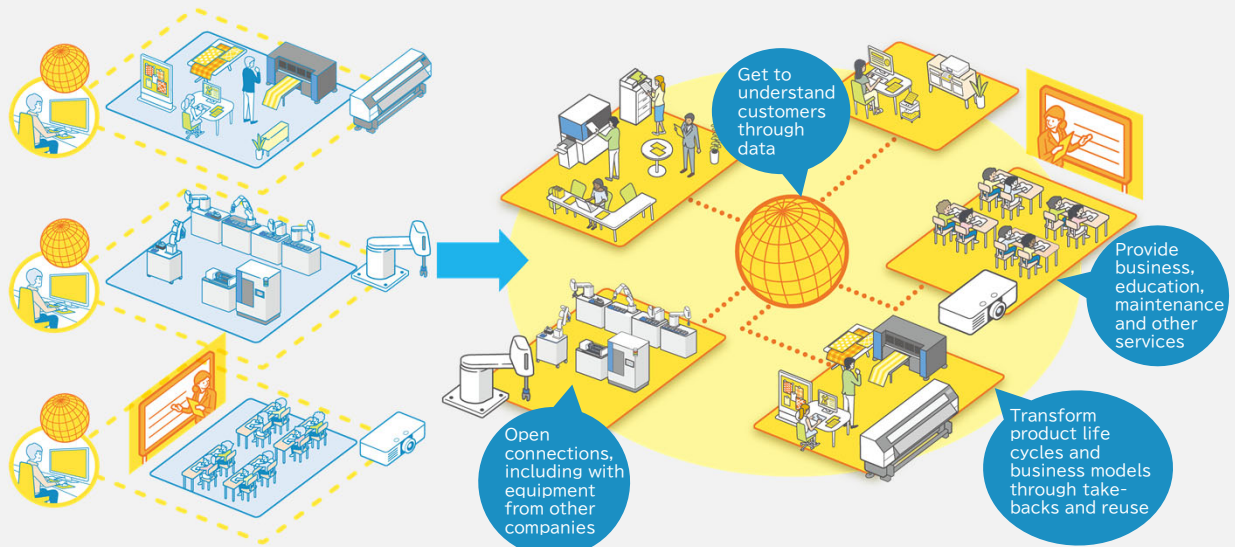 Get to
understand
customers
through
data
Provide
business,
education,
maintenance
and other
services
Open
connections,
including with
equipment
from other
companies
Transform
product life
cycles and
business models
through take-
backs and reuse